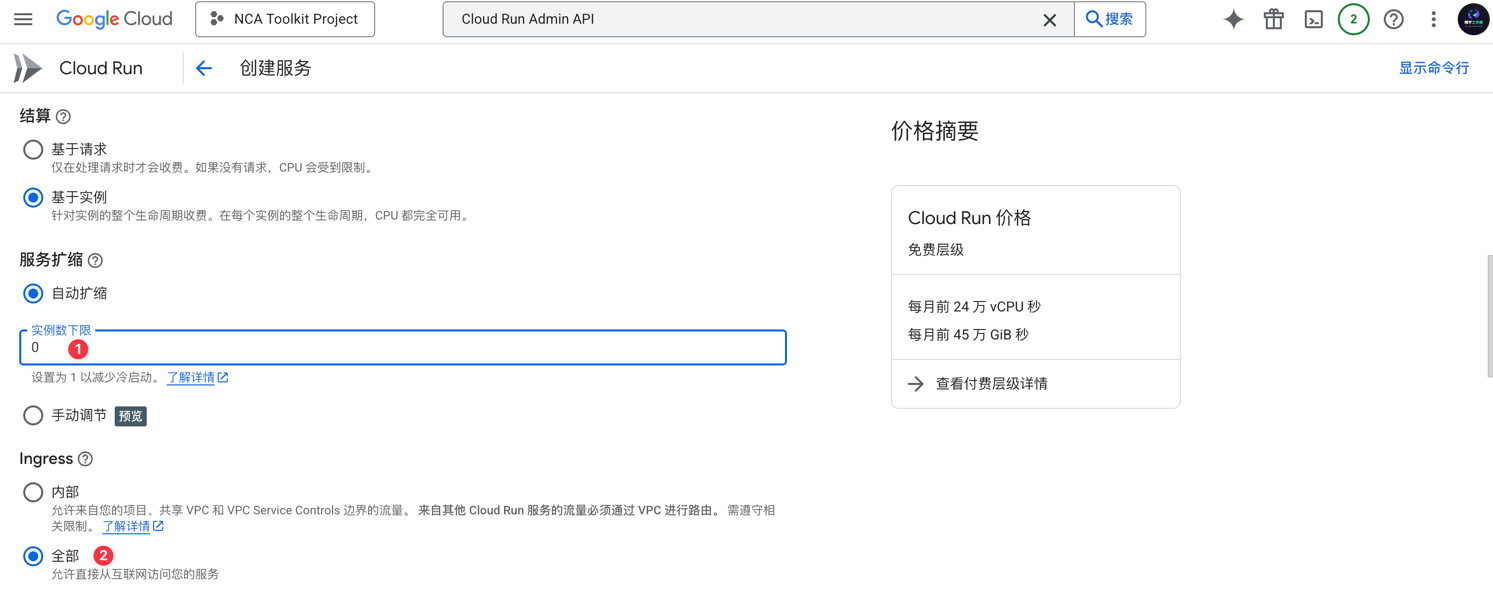 Google Cloud
NCA Toolkit Project
Cloud Run Admin API
搜索
2
Cloud Run
创建服务
显示命令行
结算
基于请求
仅在处理请求时才会收费。如果没有请求，CPU 会受到限制。
基于实例
针对实例的整个生命周期收费。在每个实例的整个生命周期，CPU 都完全可用。
服务扩缩
自动扩缩
实例数下限
0
1
设置为 1 以减少冷启动。 了解详情
手动调节 预览
Ingress
内部
允许来自您的项目、共享 VPC 和 VPC Service Controls 边界的流量。 来自其他 Cloud Run 服务的流量必须通过 VPC 进行路由。 需遵守相
关限制。 了解详情
全部 2
允许直接从互联网访问您的服务
价格摘要
Cloud Run 价格
免费层级
每月前 24 万 vCPU 秒
每月前 45 万 GiB 秒
查看付费层级详情